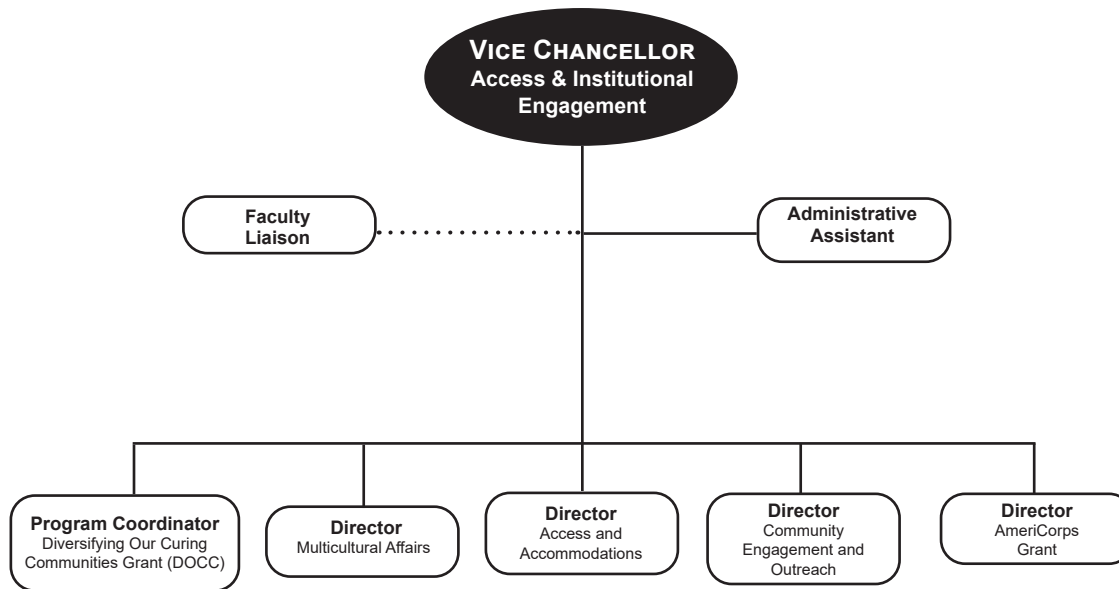 VICE CHANCELLOR
Access & Institutional
Engagement
Faculty
Liaison
Administrative
Assistant
Program Coordinator
Diversifying Our Curing
Communities Grant (DOCC)
Director
Multicultural Affairs
Director
Access and
Accommodations
Director
Community
Engagement and
Outreach
Director
AmeriCorps
Grant